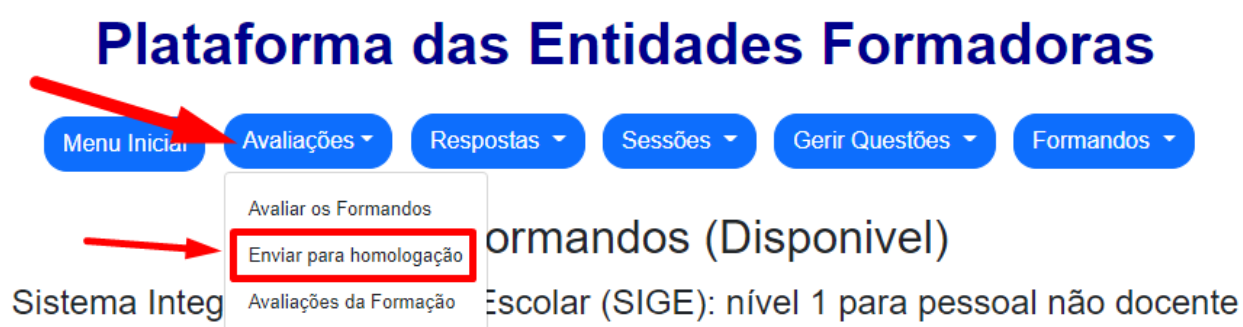 Plataforma das Entidades Formadoras
Menu Inicial Avaliações Respostas Sessões Gerir Questões Formandos
Avaliar os Formandos
ormandos (Disponivel)
Enviar para homologação
Sistema Integ Escolar (SIGE): nível 1 para pessoal não docente
Avaliações da Formação